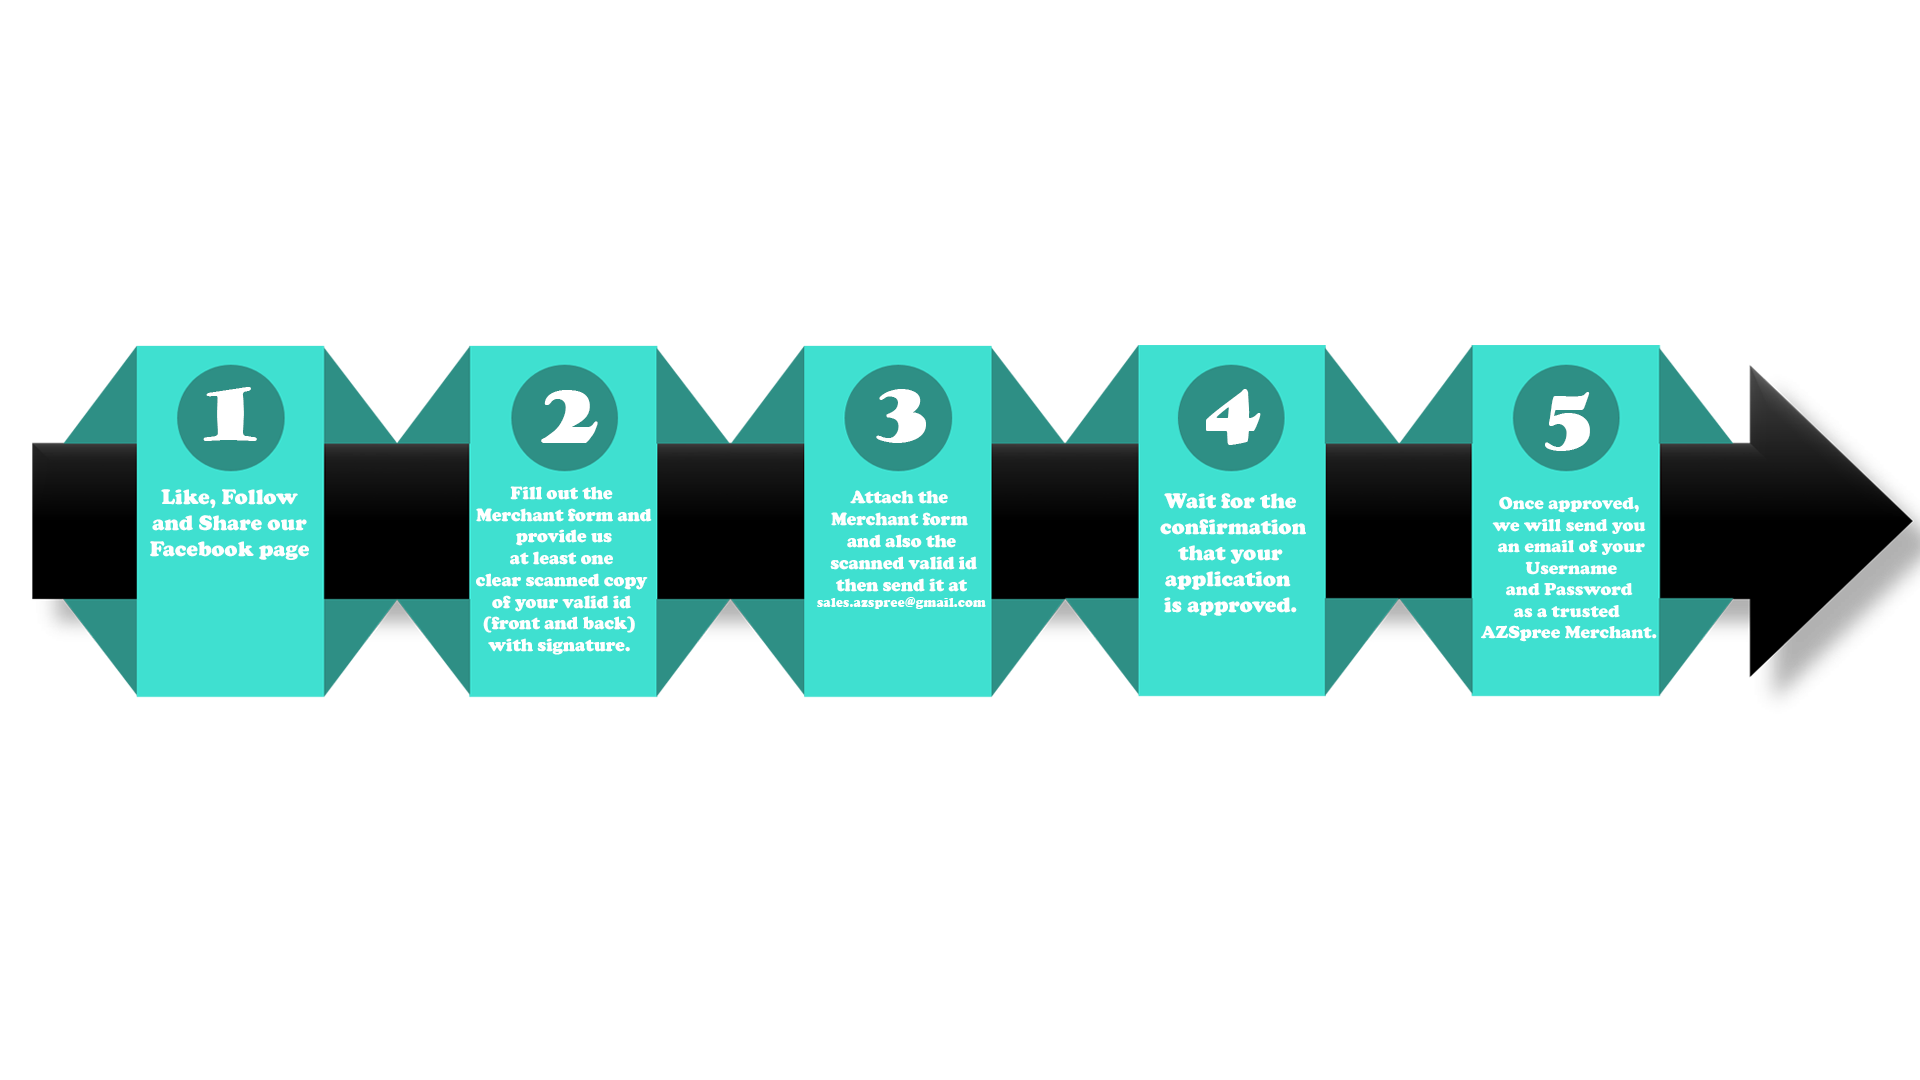 1
Like, Follow
and Share our
Facebook page
2
Fill out the
Merchant form and
provide us
at least one
clear scanned copy
of your valid id
(front and back)
with signature.
3
Attach the
Merchant form
and also the
scanned valid id
then send it at
sales.azspree@gmail.com
4
Wait for the
confirmation
that your
application
is approved.
5
Once approved,
we will send you
an email of your
Username
and Password
as a trusted
AZSpree Merchant.